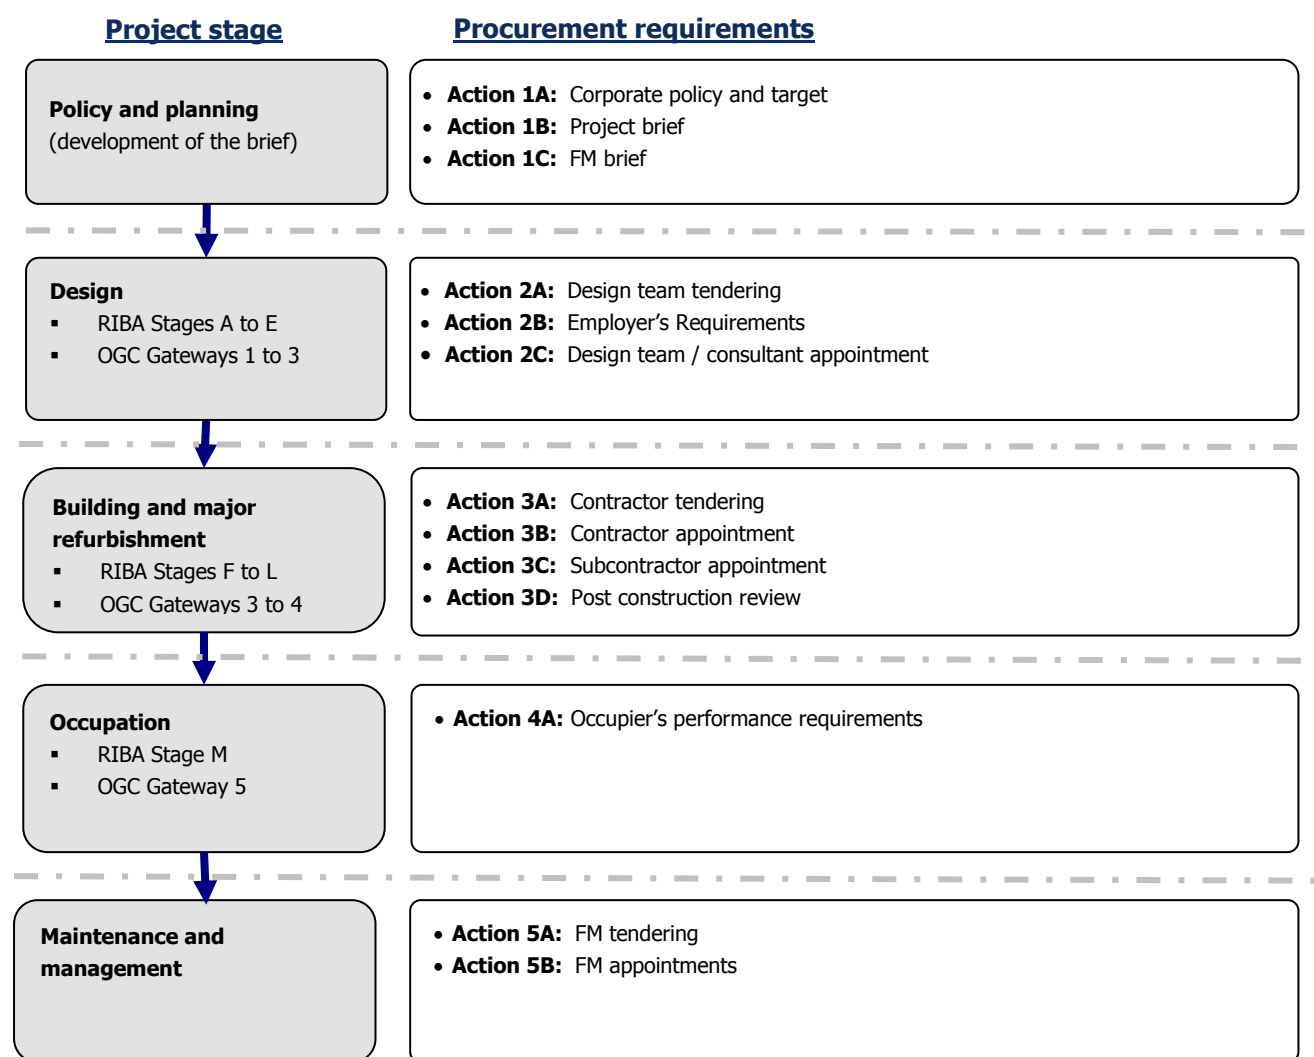 Project stage
Procurement requirements
Policy and planning
(development of the brief)
• Action 1A: Corporate policy and target
• Action 1B: Project brief
• Action 1C: FM brief
Design
▪ RIBA Stages A to E
▪ OGC Gateways 1 to 3
• Action 2A: Design team tendering
• Action 2B: Employer’s Requirements
• Action 2C: Design team / consultant appointment
Building and major
refurbishment
▪ RIBA Stages F to L
▪ OGC Gateways 3 to 4
• Action 3A: Contractor tendering
• Action 3B: Contractor appointment
• Action 3C: Subcontractor appointment
• Action 3D: Post construction review
Occupation
▪ RIBA Stage M
▪ OGC Gateway 5
• Action 4A: Occupier’s performance requirements
Maintenance and
management
• Action 5A: FM tendering
• Action 5B: FM appointments